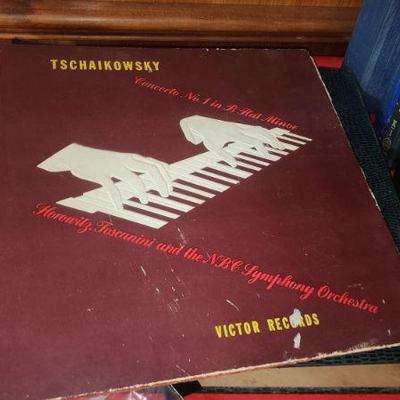 TSCHAIKOWSKY
Concerto No. 1 in B Flat Minor
Horowitz, Toscanini and the NBC Symphony Orchestra
VICTOR RECORDS